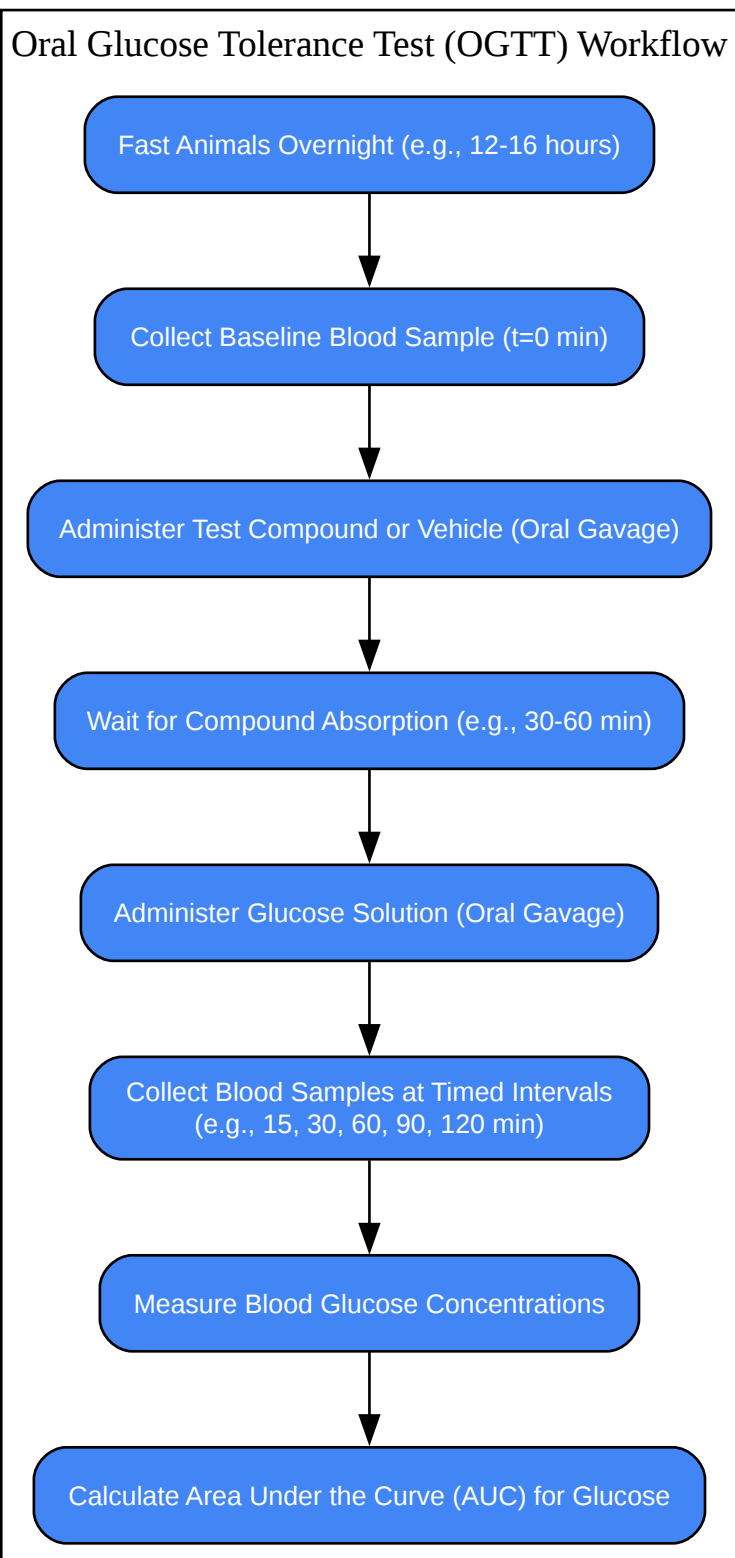 Oral Glucose Tolerance Test (OGTT) Workflow
Fast Animals Overnight (e.g., 12-16 hours)
Collect Baseline Blood Sample (t=0 min)
Administer Test Compound or Vehicle (Oral Gavage)
Wait for Compound Absorption (e.g., 30-60 min)
Administer Glucose Solution (Oral Gavage)
Collect Blood Samples at Timed Intervals
(e.g., 15, 30, 60, 90, 120 min)
Measure Blood Glucose Concentrations
Calculate Area Under the Curve (AUC) for Glucose